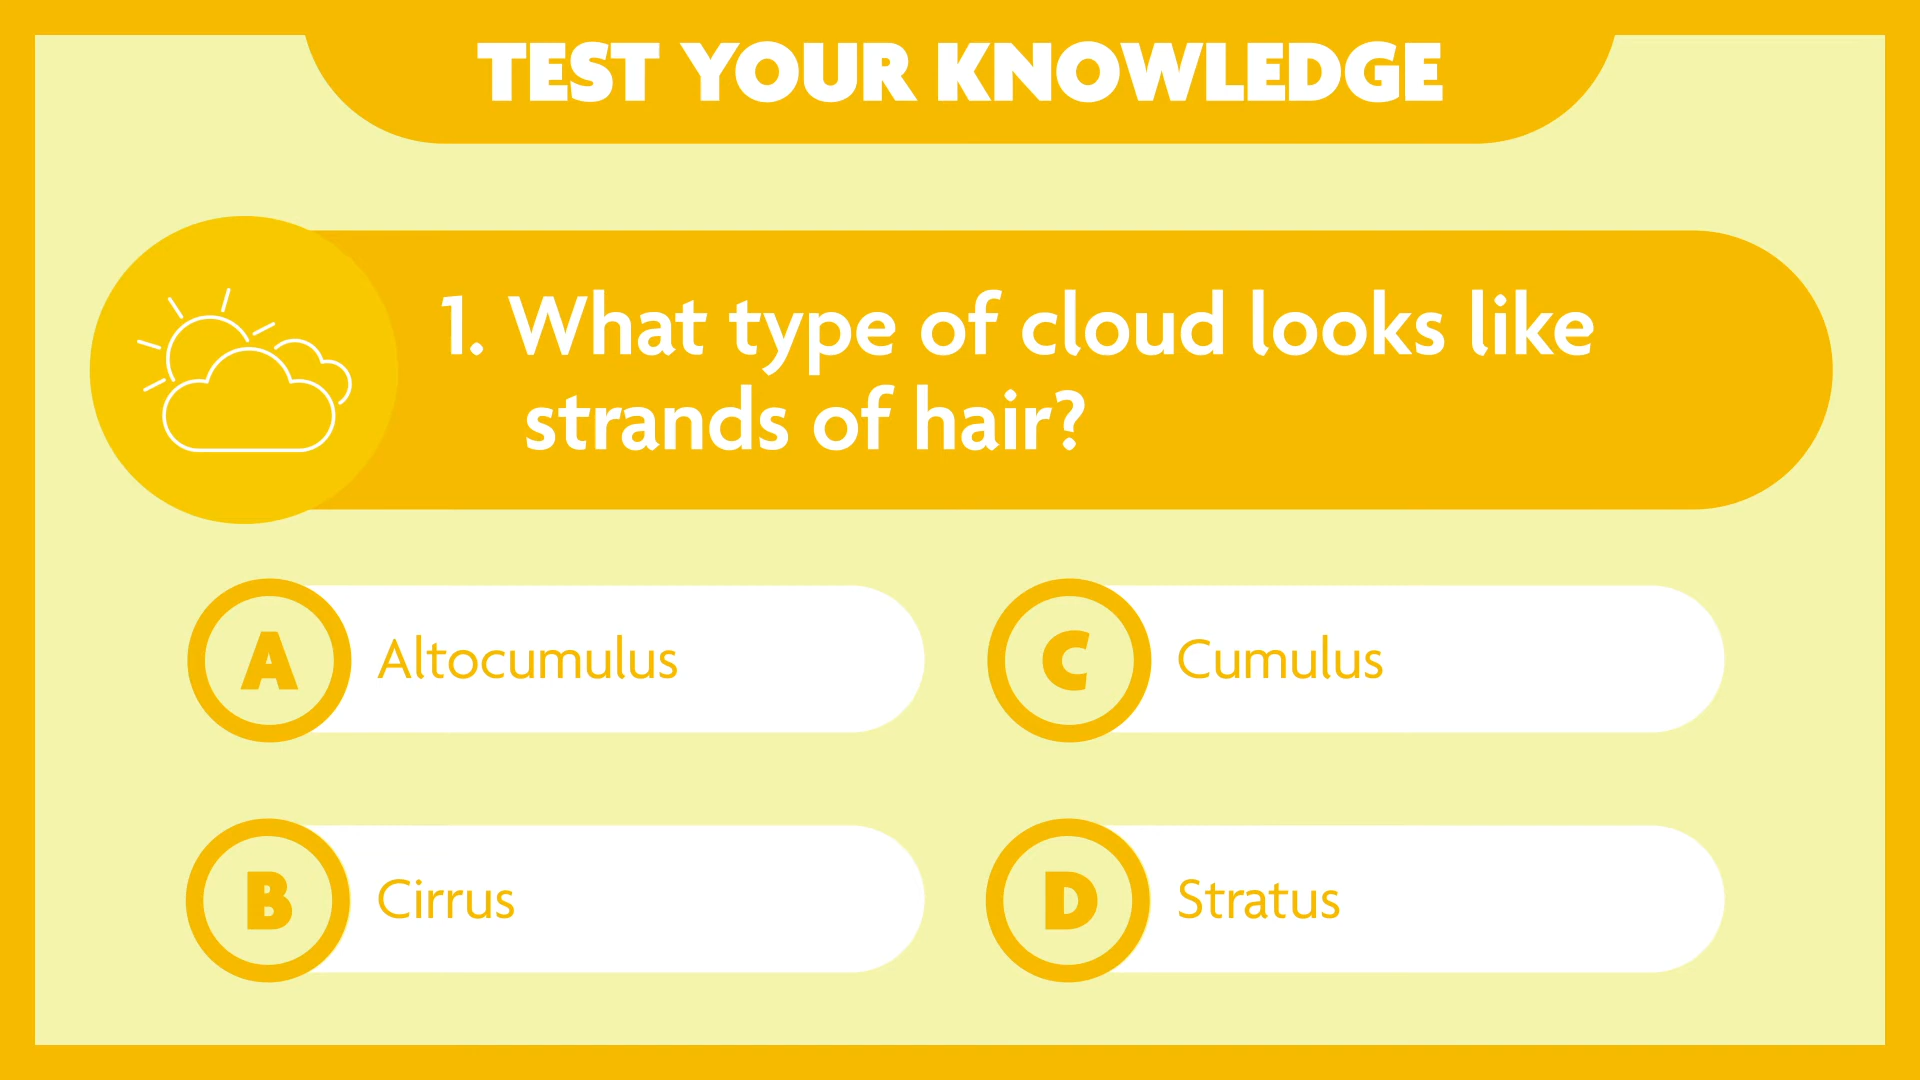 TEST YOUR KNOWLEDGE
1. What type of cloud looks like
strands of hair?
A Altocumulus
C Cumulus
B Cirrus
D Stratus